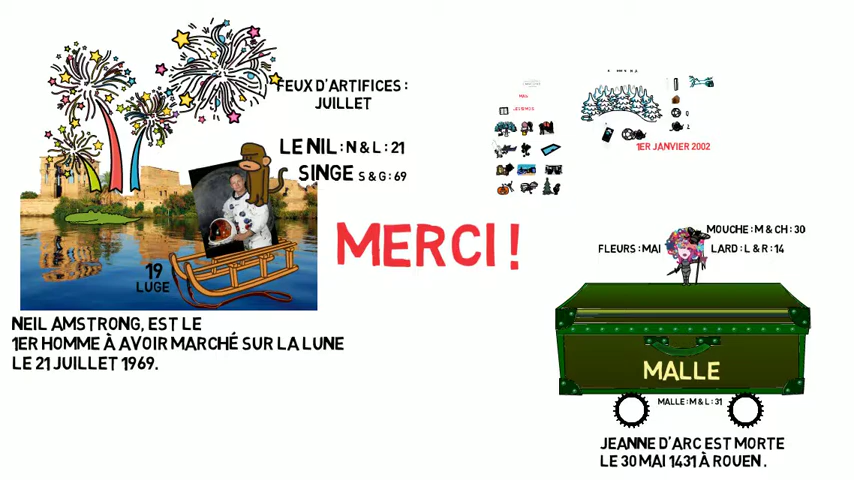 FEUX D'ARTIFICES :
JUILLET
LE NIL : N & L : 21
SINGE S & G : 69
19
LUGE
NEIL AMSTRONG, EST LE
1ER HOMME À AVOIR MARCHÉ SUR LA LUNE
LE 21 JUILLET 1969.
MERCI !
1ER JANVIER 2002
MOUCHE : M & CH : 30
FLEURS : MAI
LARD : L & R : 14
MALLE
MALLE : M & L : 31
JEANNE D'ARC EST MORTE
LE 30 MAI 1431 À ROUEN.